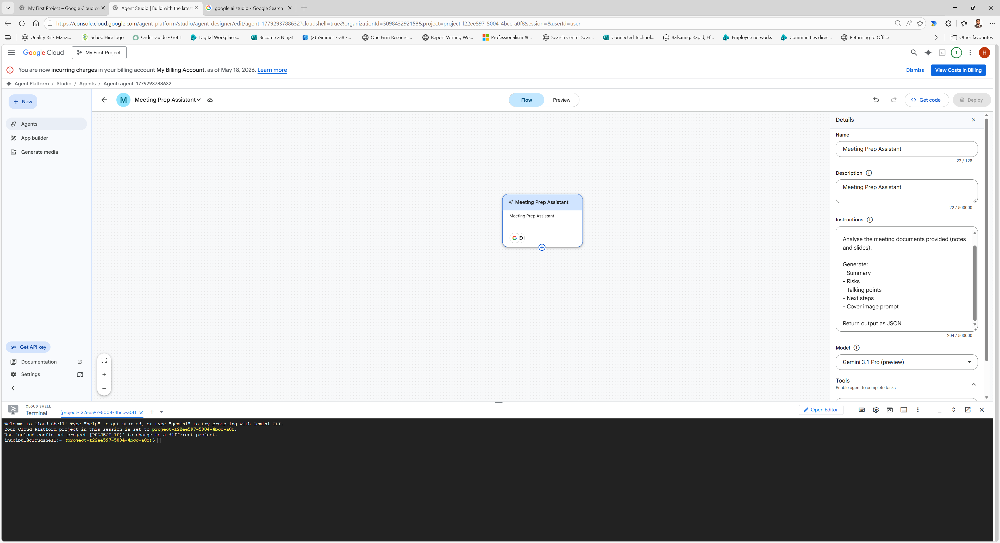 My First Project – Google Cloud co
Agent Studio | Build with the latest
google ai studio - Google Search
https://console.cloud.google.com/agent-platform/studio/agent-designer/edit/agent_1779293788632?cloudshell=true&organizationId=509843292158&project=project-f22ee597-5004-4bcc-a0f&session=&userId=user
Quality Risk Mana...
SchoolHire logo
Order Guide - GetIT
Digital Workplace...
Become a Ninja!
(2) Yammer - GB -...
One Firm Resourci...
Report Writing Wo...
Professionalism &...
Search Center Sear...
Connected Technol...
Balsamiq. Rapid, Ef...
Employee networks
Communities direc...
Returning to Office
Other favourites
Google Cloud
My First Project
1
H
You are now incurring charges in your billing account My Billing Account, as of May 18, 2026. Learn more
Dismiss
View Costs In Billing
Agent Platform / Studio / Agents / Agent: agent_1779293788632
New
M
Meeting Prep Assistant
Flow
Preview
Get code
Deploy
Agents
App builder
Generate media
Get API key
Documentation
Settings
Meeting Prep Assistant
Meeting Prep Assistant
Details
Name
Meeting Prep Assistant
22 / 128
Description
Meeting Prep Assistant
22 / 500000
Instructions
Analyse the meeting documents provided (notes
and slides).
Generate:
- Summary
- Risks
- Talking points
- Next steps
- Cover image prompt
Return output as JSON.
204 / 500000
Model
Gemini 3.1 Pro (preview)
Tools
Enable agent to complete tasks
CLOUD SHELL
Terminal
(project-f22ee597-5004-4bcc-a0f)
Open Editor
Welcome to Cloud Shell! Type "help" to get started, or type "gemini" to try prompting with Gemini CLI.
Your Cloud Platform project in this session is set to project-f22ee597-5004-4bcc-a0f.
Use `gcloud config set project [PROJECT_ID]` to change to a different project.
ihubibul@cloudshell:~ (project-f22ee597-5004-4bcc-a0f)$